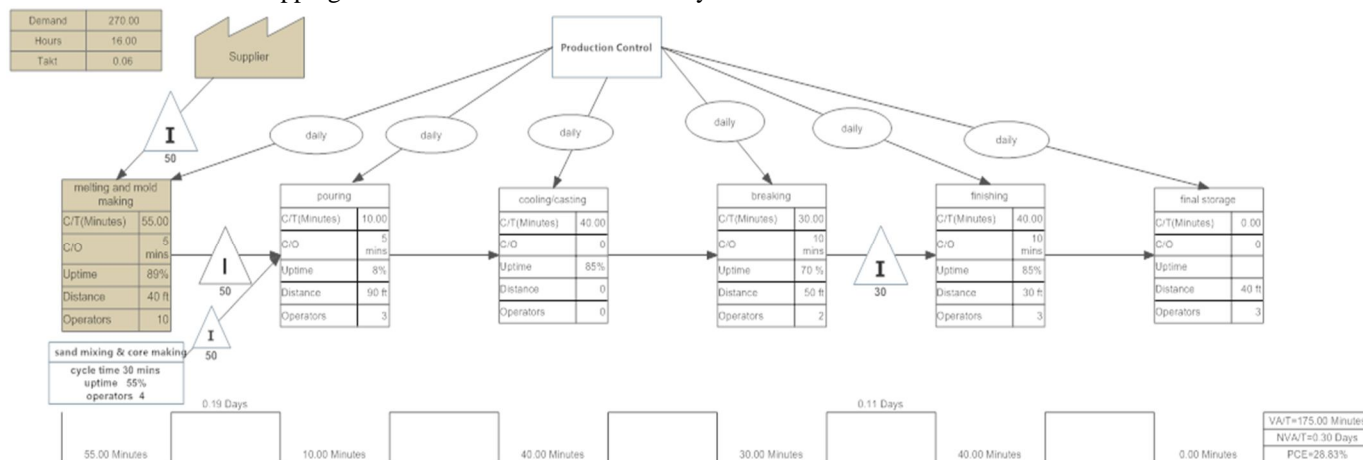 Demand 270.00
Hours 16.00
Takt 0.06
Supplier
Production Control
daily
daily
daily
daily
daily
daily
I
50
melting and mold
making
C/T(Minutes) 55.00
C/O 5
mins
Uptime 89%
Distance 40 ft
Operators 10
I
50
I
50
sand mixing & core making
cycle time 30 mins
uptime 55%
operators 4
pouring
C/T(Minutes) 10.00
C/O 5
mins
Uptime 8%
Distance 90 ft
Operators 3
cooling/casting
C/T(Minutes) 40.00
C/O 0
Uptime 85%
Distance 0
Operators 0
breaking
C/T(Minutes) 30.00
C/O 10
mins
Uptime 70 %
Distance 50 ft
Operators 2
I
30
finishing
C/T(Minutes) 40.00
C/O 10
mins
Uptime 85%
Distance 30 ft
Operators 3
final storage
C/T(Minutes) 0.00
C/O 0
Uptime
Distance 40 ft
Operators 3
0.19 Days
0.11 Days
55.00 Minutes
10.00 Minutes
40.00 Minutes
30.00 Minutes
40.00 Minutes
0.00 Minutes
VA/T=175.00 Minutes
NVA/T=0.30 Days
PCE=28.83%